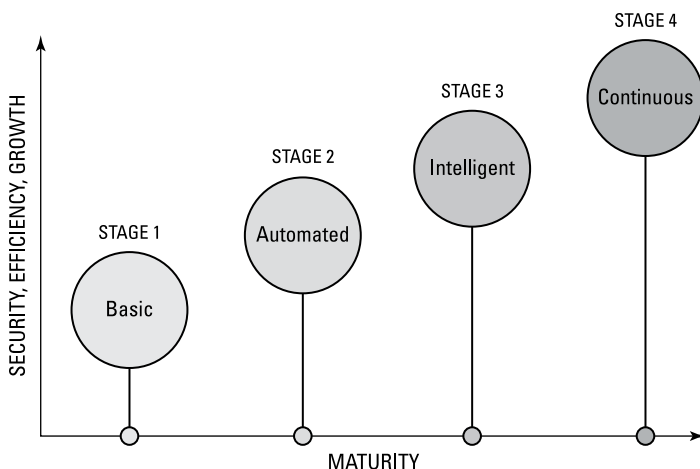 STAGE 4
Continuous
STAGE 3
Intelligent
STAGE 2
Automated
STAGE 1
Basic
SECURITY, EFFICIENCY, GROWTH
MATURITY